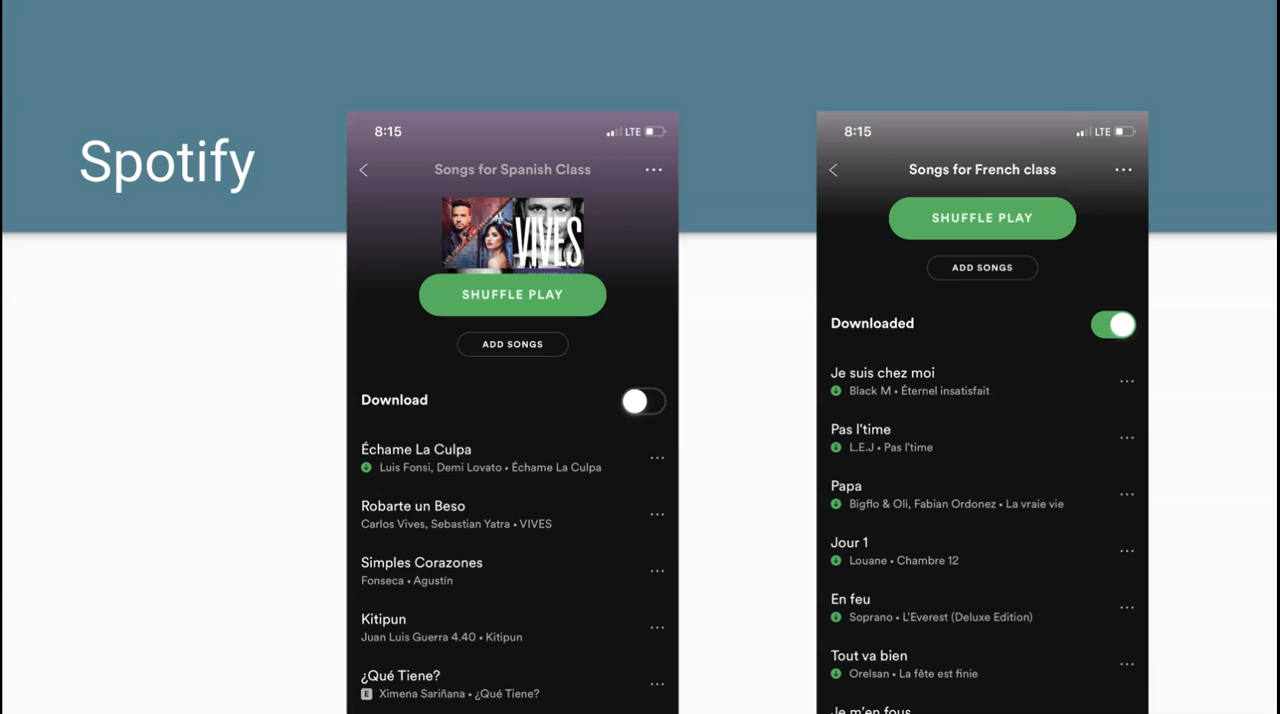 Spotify
8:15
LTE
Songs for Spanish Class
VIVES
SHUFFLE PLAY
ADD SONGS
Download
Échame La Culpa
Luis Fonsi, Demi Lovato • Échame La Culpa
Robarte un Beso
Carlos Vives, Sebastian Yatra • VIVES
Simples Corazones
Fonseca • Agustín
Kitipun
Juan Luis Guerra 4.40 • Kitipun
¿Qué Tiene?
E Ximena Sariñana • ¿Qué Tiene?
8:15
LTE
Songs for French class
SHUFFLE PLAY
ADD SONGS
Downloaded
Je suis chez moi
Black M • Éternel insatisfait
Pas l'time
L.E.J • Pas l'time
Papa
Bigflo & Oli, Fabian Ordonez • La vraie vie
Jour 1
Louane • Chambre 12
En feu
Soprano • L'Everest (Deluxe Edition)
Tout va bien
Orelsan • La fête est finie
Je m'en fous